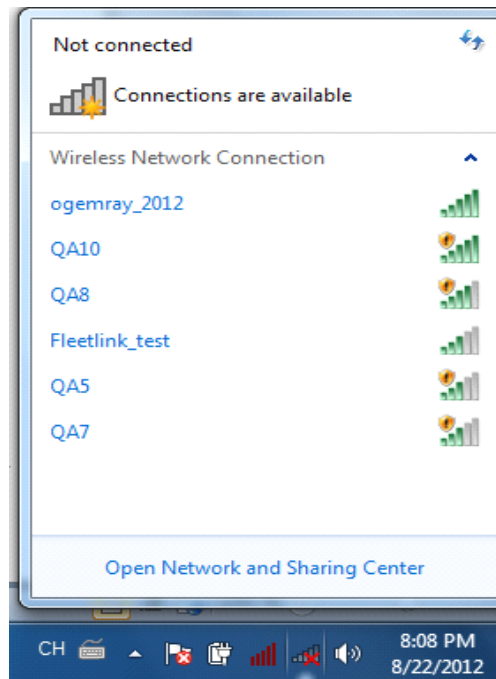 Not connected
Connections are available
Wireless Network Connection
ogemray_2012
QA10
QA8
Fleetlink_test
QA5
QA7
Open Network and Sharing Center
CH
8:08 PM
8/22/2012